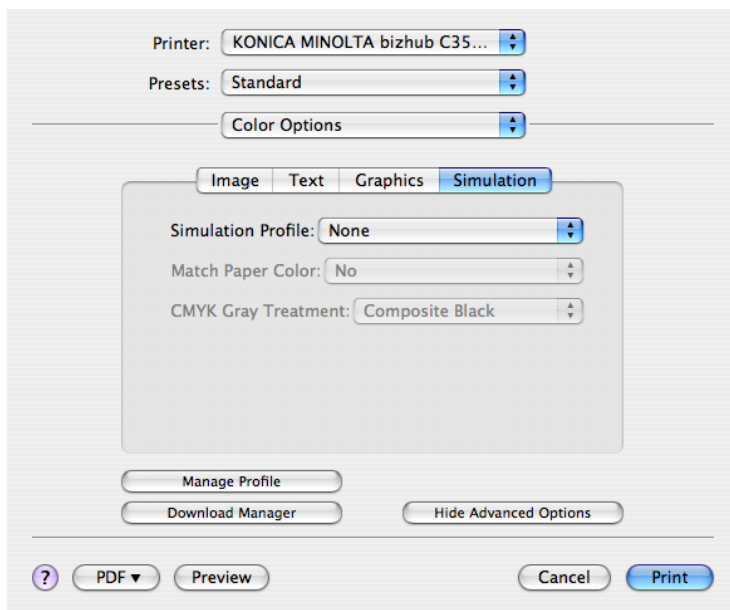 Printer: KONICA MINOLTA bizhub C35...
Presets: Standard
Color Options
Image Text Graphics Simulation
Simulation Profile: None
Match Paper Color: No
CMYK Gray Treatment: Composite Black
Manage Profile
Download Manager Hide Advanced Options
? PDF▼ Preview Cancel Print